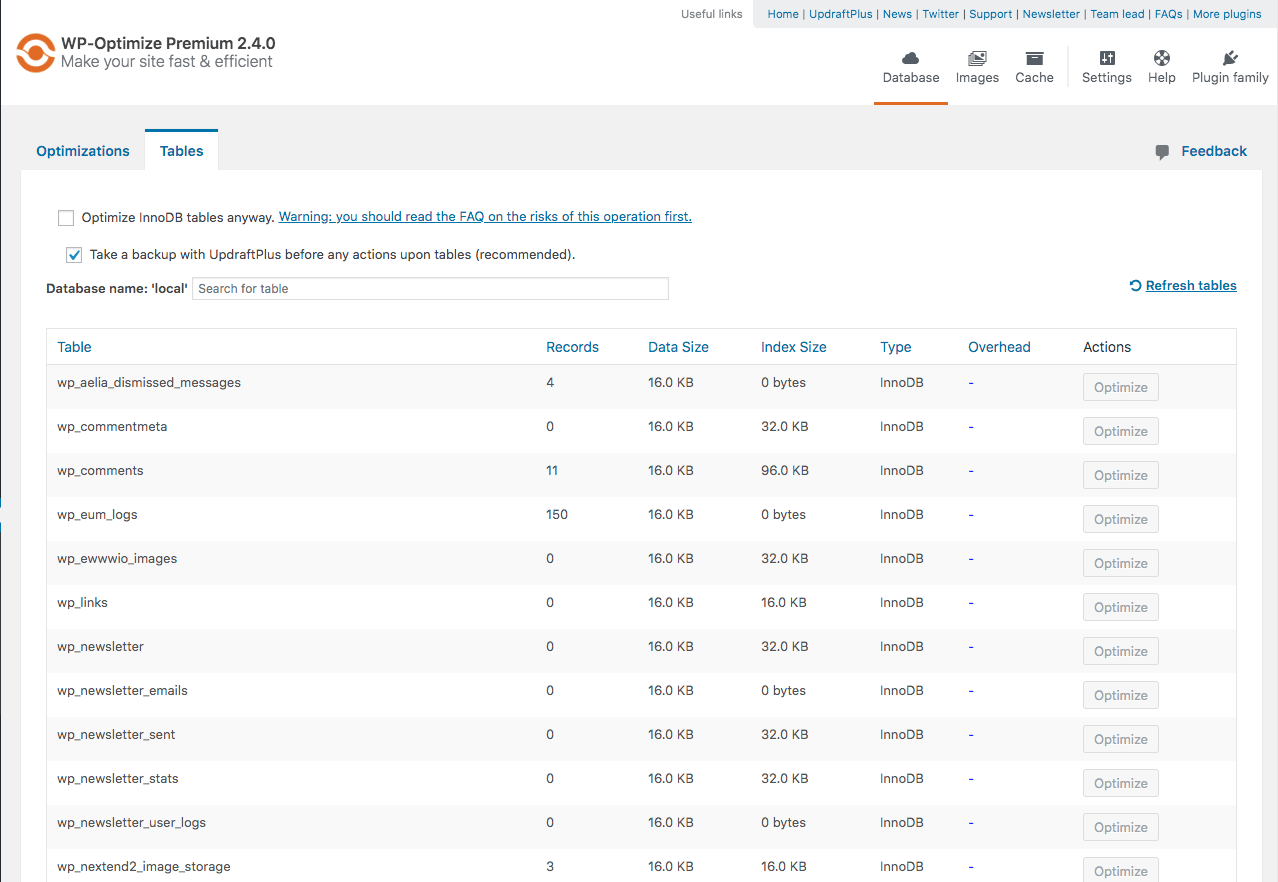 Useful links Home | UpdraftPlus | News | Twitter | Support | Newsletter | Team lead | FAQs | More plugins
WP-Optimize Premium 2.4.0
Make your site fast & efficient
Database Images Cache Settings Help Plugin family
Optimizations Tables Feedback
Optimize InnoDB tables anyway. Warning: you should read the FAQ on the risks of this operation first.
Take a backup with UpdraftPlus before any actions upon tables (recommended).
Database name: 'local' Search for table Refresh tables
Table Records Data Size Index Size Type Overhead Actions
wp_aelia_dismissed_messages 4 16.0 KB 0 bytes InnoDB - Optimize
wp_commentmeta 0 16.0 KB 32.0 KB InnoDB - Optimize
wp_comments 11 16.0 KB 96.0 KB InnoDB - Optimize
wp_eum_logs 150 16.0 KB 0 bytes InnoDB - Optimize
wp_ewwwio_images 0 16.0 KB 32.0 KB InnoDB - Optimize
wp_links 0 16.0 KB 16.0 KB InnoDB - Optimize
wp_newsletter 0 16.0 KB 32.0 KB InnoDB - Optimize
wp_newsletter_emails 0 16.0 KB 0 bytes InnoDB - Optimize
wp_newsletter_sent 0 16.0 KB 32.0 KB InnoDB - Optimize
wp_newsletter_stats 0 16.0 KB 32.0 KB InnoDB - Optimize
wp_newsletter_user_logs 0 16.0 KB 0 bytes InnoDB - Optimize
wp_nextend2_image_storage 3 16.0 KB 16.0 KB InnoDB - Optimize